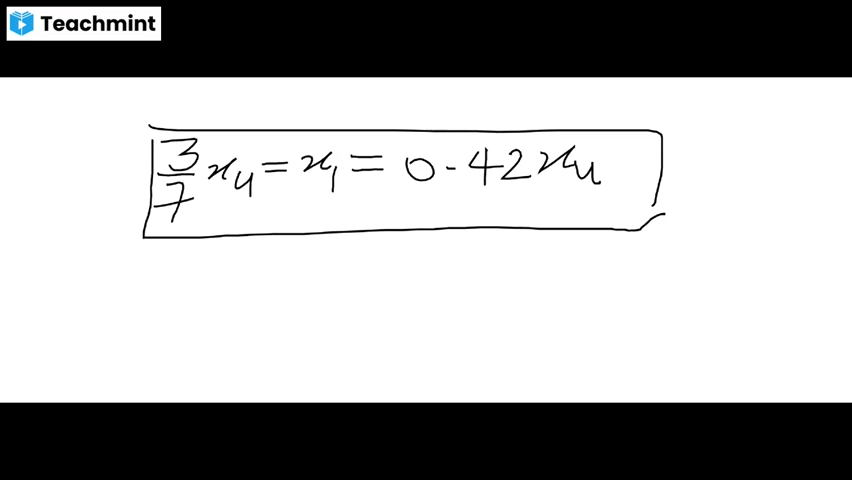 Teachmint
3/7 x₄ = x₁ = 0.42x₄